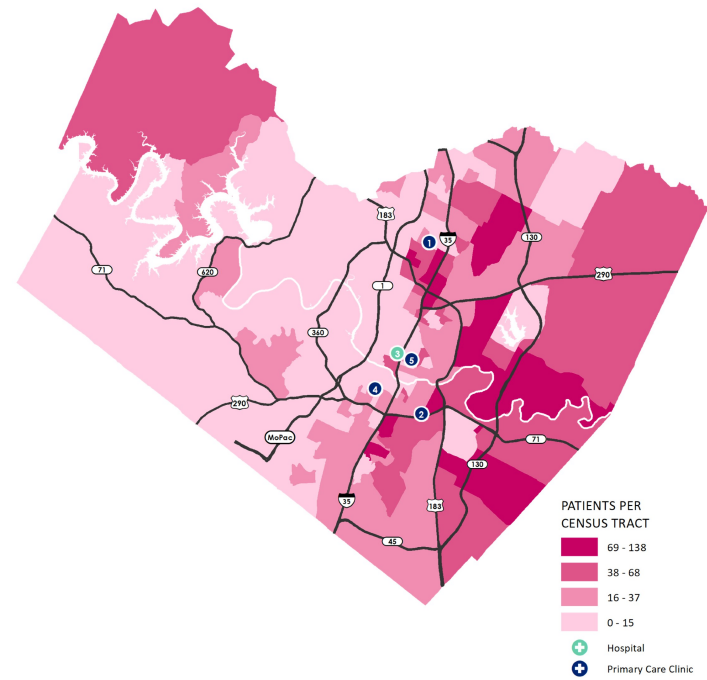 183
1
35
130
71
620
290
1
360
3
5
4
290
2
MoPac
71
130
35
183
45
PATIENTS PER
CENSUS TRACT
69 - 138
38 - 68
16 - 37
0 - 15
Hospital
Primary Care Clinic